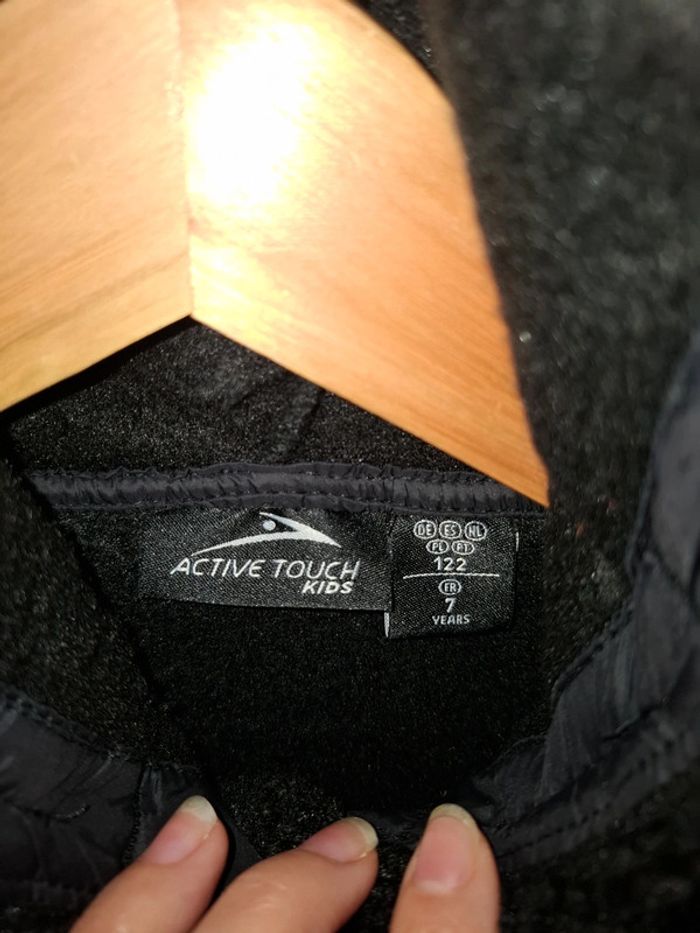 ACTIVE TOUCH
KIDS
DE ES NL
PL PT
122
FR
7
YEARS